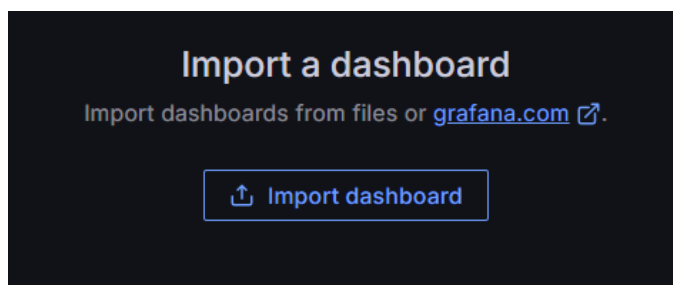 Import a dashboard
Import dashboards from files or grafana.com.
Import dashboard